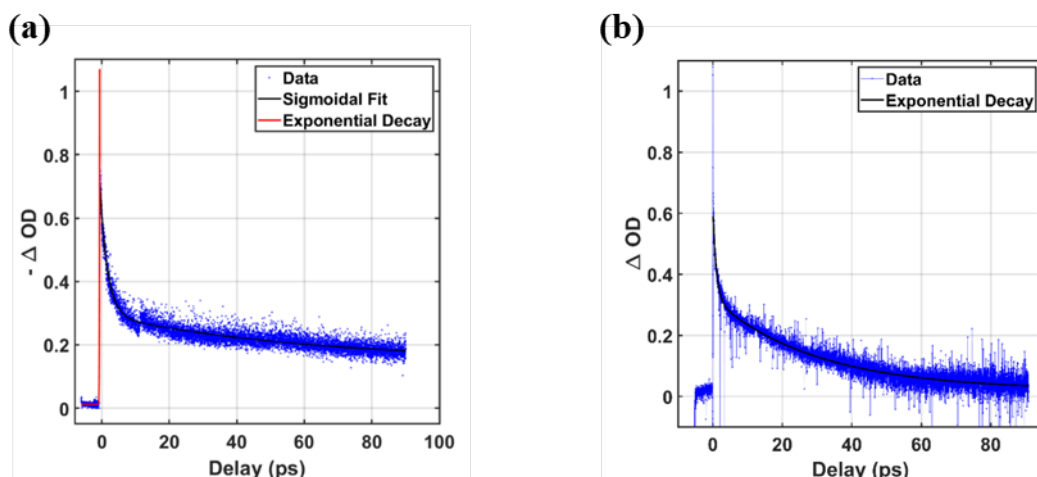 (a)
(b)
Data
Sigmoidal Fit
Exponential Decay
1
0.8
0.6
0.4
0.2
0
- Δ OD
0 20 40 60 80 100
Delay (ps)
Data
Exponential Decay
1
0.8
0.6
0.4
0.2
0
Δ OD
0 20 40 60 80
Delay (ps)